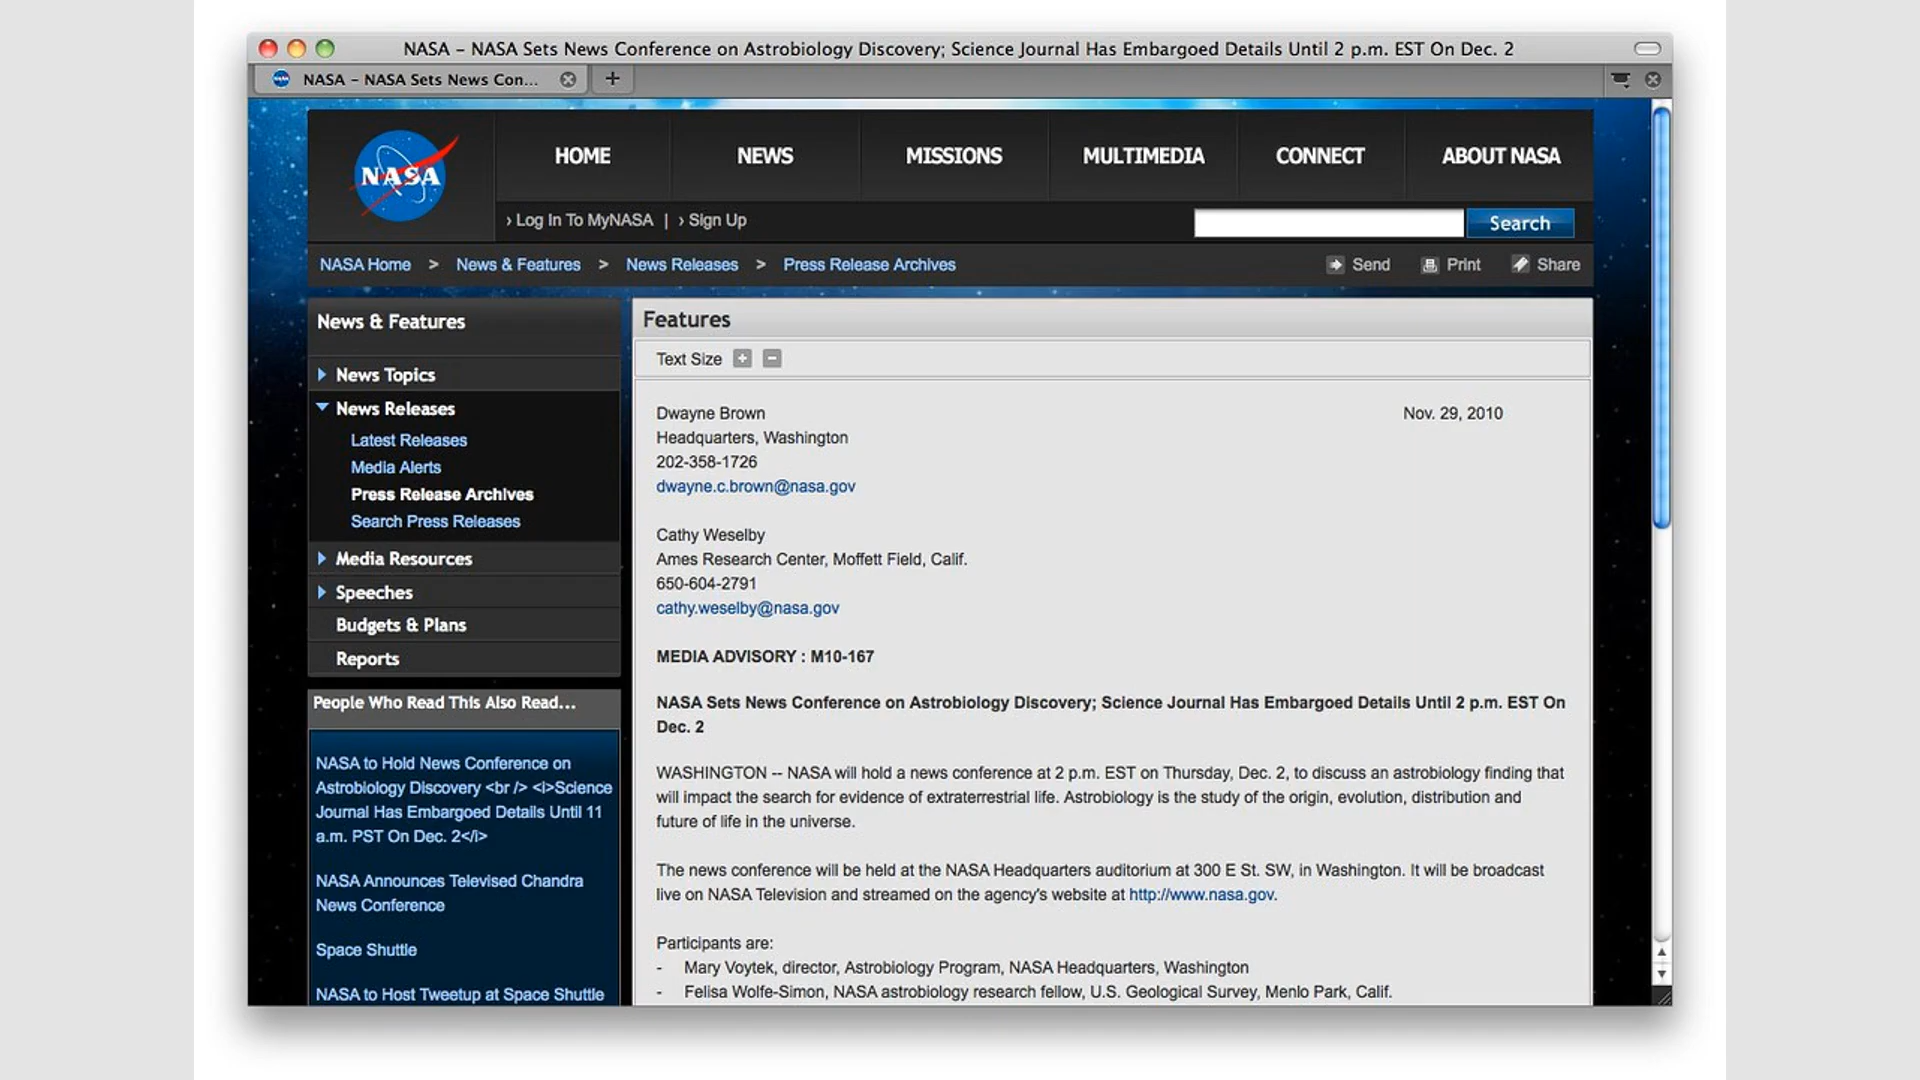 NASA – NASA Sets News Conference on Astrobiology Discovery; Science Journal Has Embargoed Details Until 2 p.m. EST On Dec. 2
NASA – NASA Sets News Con...
NASA
HOME
NEWS
MISSIONS
MULTIMEDIA
CONNECT
ABOUT NASA
› Log In To MyNASA | › Sign Up
Search
NASA Home > News & Features > News Releases > Press Release Archives
Send
Print
Share
News & Features
News Topics
News Releases
Latest Releases
Media Alerts
Press Release Archives
Search Press Releases
Media Resources
Speeches
Budgets & Plans
Reports
People Who Read This Also Read...
NASA to Hold News Conference on
Astrobiology Discovery <br /> <i>Science
Journal Has Embargoed Details Until 11
a.m. PST On Dec. 2</i>
NASA Announces Televised Chandra
News Conference
Space Shuttle
NASA to Host Tweetup at Space Shuttle
Features
Text Size + -
Dwayne Brown
Nov. 29, 2010
Headquarters, Washington
202-358-1726
dwayne.c.brown@nasa.gov
Cathy Weselby
Ames Research Center, Moffett Field, Calif.
650-604-2791
cathy.weselby@nasa.gov
MEDIA ADVISORY : M10-167
NASA Sets News Conference on Astrobiology Discovery; Science Journal Has Embargoed Details Until 2 p.m. EST On
Dec. 2
WASHINGTON -- NASA will hold a news conference at 2 p.m. EST on Thursday, Dec. 2, to discuss an astrobiology finding that
will impact the search for evidence of extraterrestrial life. Astrobiology is the study of the origin, evolution, distribution and
future of life in the universe.
The news conference will be held at the NASA Headquarters auditorium at 300 E St. SW, in Washington. It will be broadcast
live on NASA Television and streamed on the agency's website at http://www.nasa.gov.
Participants are:
- Mary Voytek, director, Astrobiology Program, NASA Headquarters, Washington
- Felisa Wolfe-Simon, NASA astrobiology research fellow, U.S. Geological Survey, Menlo Park, Calif.